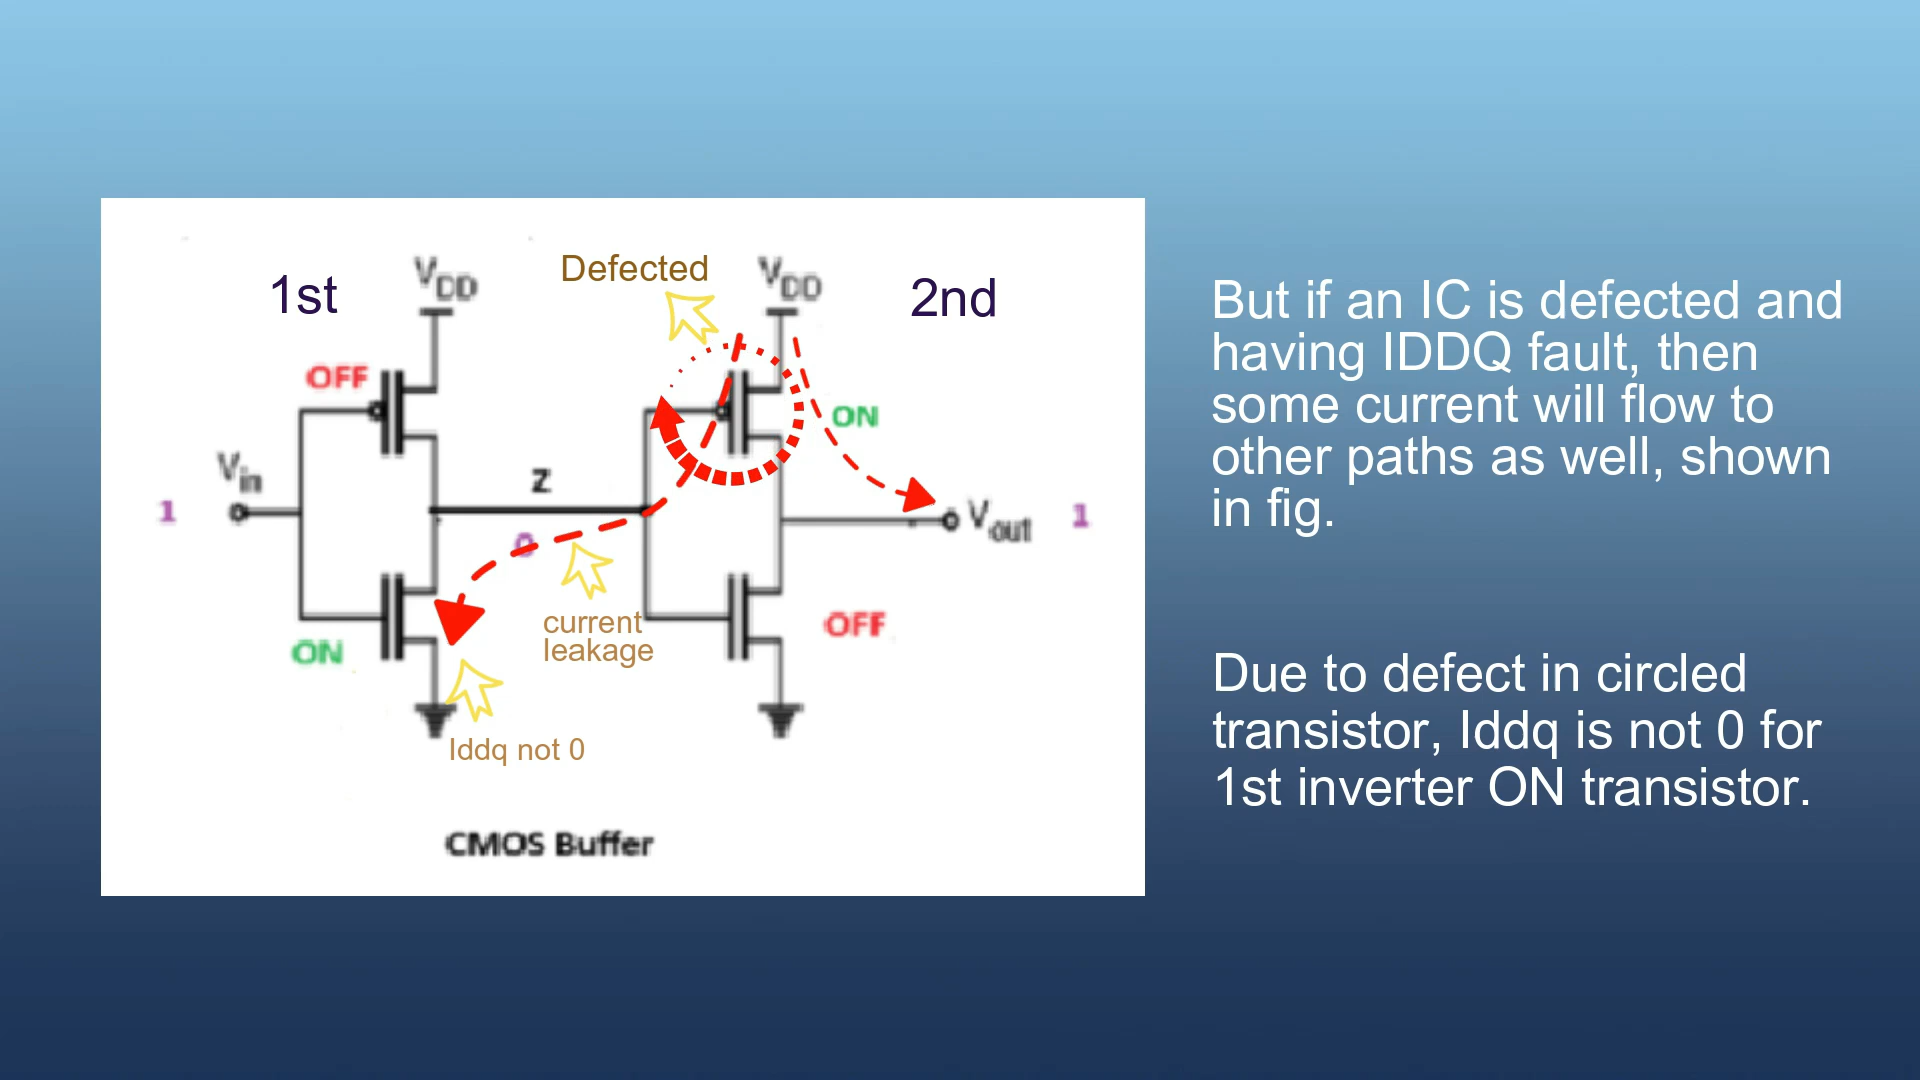 1st
VDD
Defected
VDD
2nd
OFF
ON
Vin
1
Z
0
Vout
1
current
leakage
ON
OFF
Iddq not 0
CMOS Buffer
But if an IC is defected and
having IDDQ fault, then
some current will flow to
other paths as well, shown
in fig.
Due to defect in circled
transistor, Iddq is not 0 for
1st inverter ON transistor.